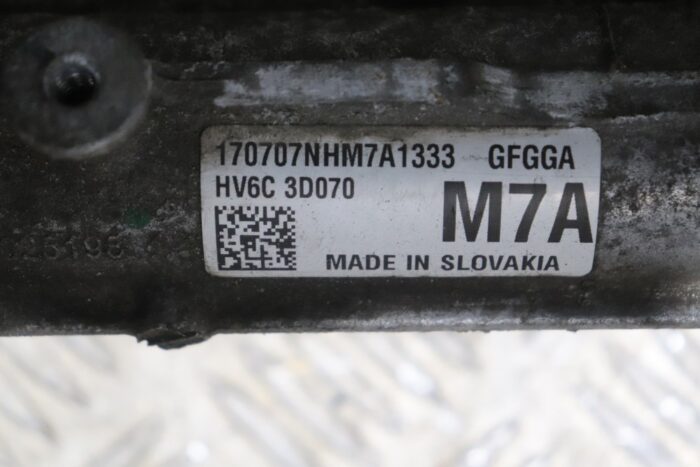 170707NHM7A1333 GFGGA
HV6C 3D070
M7A
MADE IN SLOVAKIA